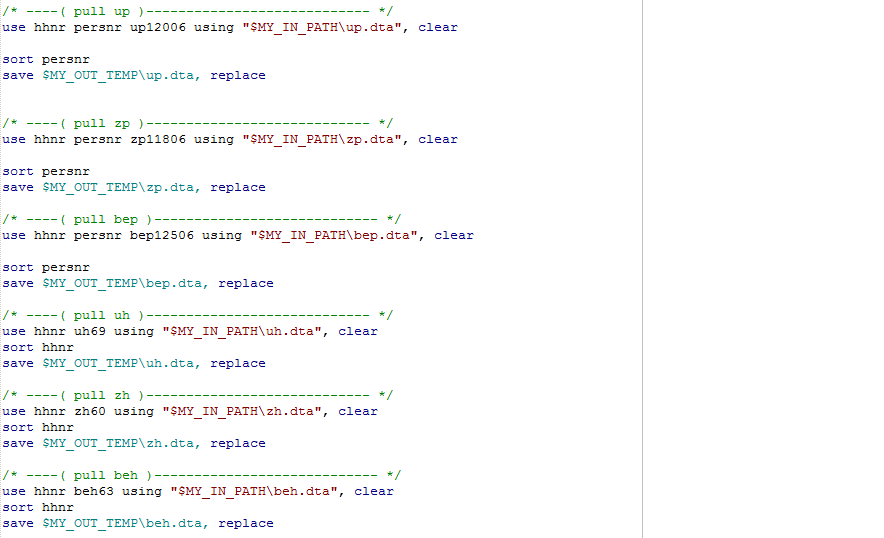 /* ----( pull up )---------------------------- */
use hhnr persnr up12006 using "$MY_IN_PATH\up.dta", clear
sort persnr
save $MY_OUT_TEMP\up.dta, replace
/* ----( pull zp )---------------------------- */
use hhnr persnr zp11806 using "$MY_IN_PATH\zp.dta", clear
sort persnr
save $MY_OUT_TEMP\zp.dta, replace
/* ----( pull bep )---------------------------- */
use hhnr persnr bep12506 using "$MY_IN_PATH\bep.dta", clear
sort persnr
save $MY_OUT_TEMP\bep.dta, replace
/* ----( pull uh )---------------------------- */
use hhnr uh69 using "$MY_IN_PATH\uh.dta", clear
sort hhnr
save $MY_OUT_TEMP\uh.dta, replace
/* ----( pull zh )---------------------------- */
use hhnr zh60 using "$MY_IN_PATH\zh.dta", clear
sort hhnr
save $MY_OUT_TEMP\zh.dta, replace
/* ----( pull beh )---------------------------- */
use hhnr beh63 using "$MY_IN_PATH\beh.dta", clear
sort hhnr
save $MY_OUT_TEMP\beh.dta, replace